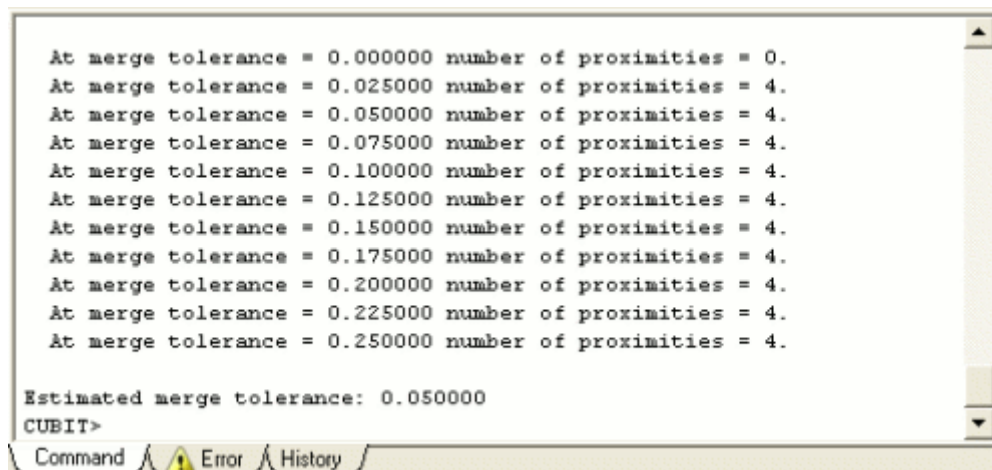 At merge tolerance = 0.000000 number of proximities = 0.
At merge tolerance = 0.025000 number of proximities = 4.
At merge tolerance = 0.050000 number of proximities = 4.
At merge tolerance = 0.075000 number of proximities = 4.
At merge tolerance = 0.100000 number of proximities = 4.
At merge tolerance = 0.125000 number of proximities = 4.
At merge tolerance = 0.150000 number of proximities = 4.
At merge tolerance = 0.175000 number of proximities = 4.
At merge tolerance = 0.200000 number of proximities = 4.
At merge tolerance = 0.225000 number of proximities = 4.
At merge tolerance = 0.250000 number of proximities = 4.
Estimated merge tolerance: 0.050000
CUBIT>
Command Error History